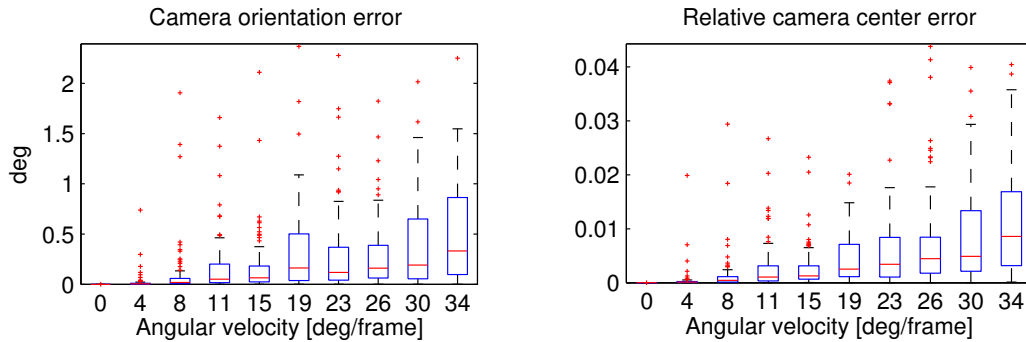 Camera orientation error
2
1.5
1
0.5
0
deg
0 4 8 11 15 19 23 26 30 34
Angular velocity [deg/frame]
Relative camera center error
0.04
0.03
0.02
0.01
0
0 4 8 11 15 19 23 26 30 34
Angular velocity [deg/frame]